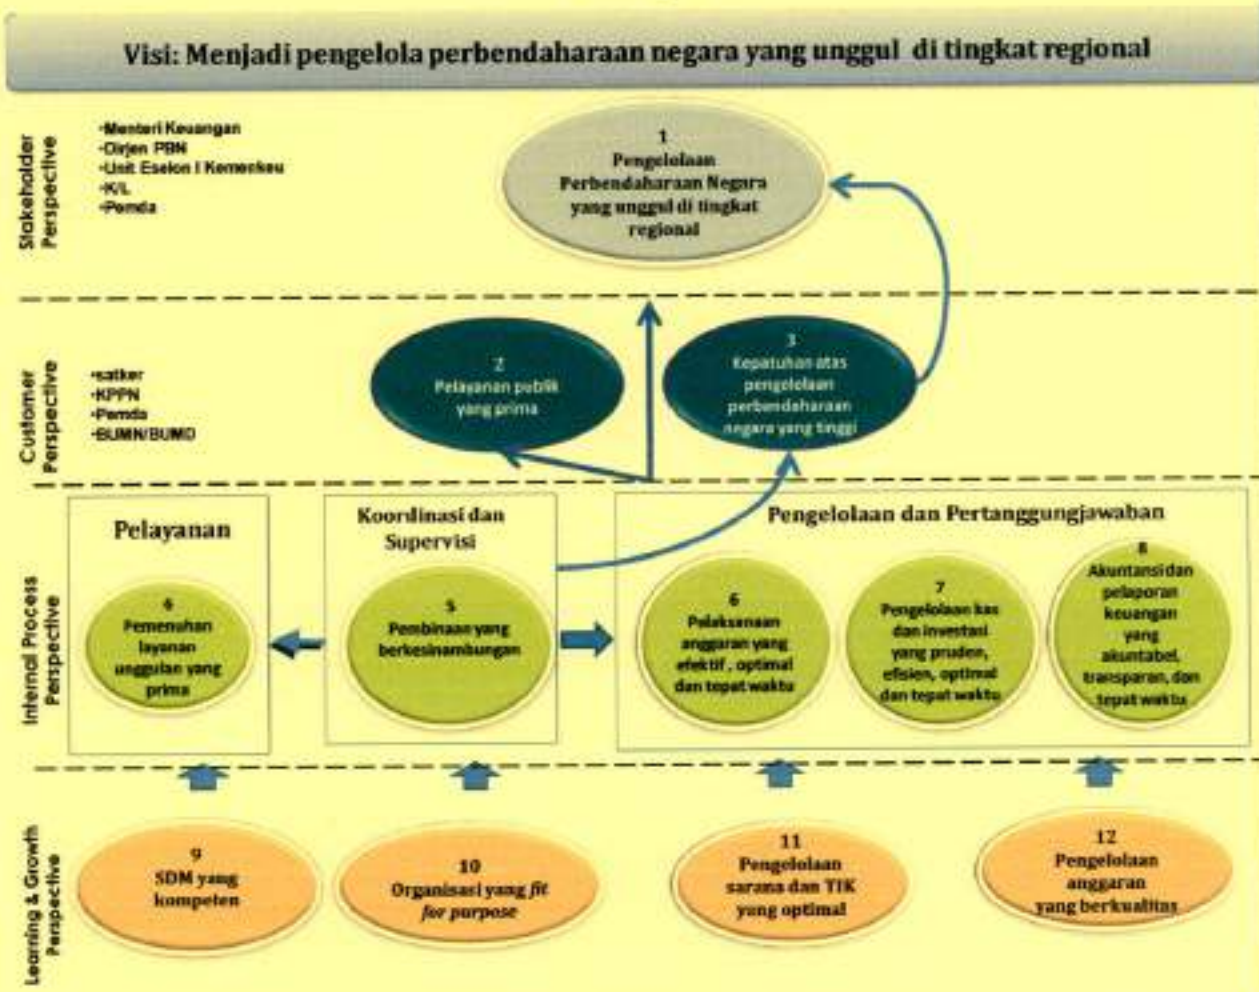 Visi: Menjadi pengelola perbendaharaan negara yang unggul di tingkat regional
Stakeholder
Perspective
•Menteri Keuangan
•Dirjen PBN
•Unit Eselon I Kemenkeu
•K/L
•Pemda
1
Pengelolaan
Perbendaharaan Negara
yang unggul di tingkat
regional
Customer
Perspective
•satker
•KPPN
•Pemda
•BUMN/BUMD
2
Pelayanan publik
yang prima
3
Kepatuhan atas
pengelolaan
perbendaharaan
negara yang tinggi
Internal Process
Perspective
Pelayanan
4
Pemenuhan
layanan
unggulan yang
prima
Koordinasi dan
Supervisi
5
Pembinaan yang
berkesinambungan
Pengelolaan dan Pertanggungjawaban
6
Pelaksanaan
anggaran yang
efektif , optimal
dan tepat waktu
7
Pengelolaan kas
dan investasi
yang pruden,
efisien, optimal
dan tepat waktu
8
Akuntansi dan
pelaporan
keuangan
yang
akuntabel,
transparan, dan
tepat waktu
Learning & Growth
Perspective
9
SDM yang
kompeten
10
Organisasi yang fit
for purpose
11
Pengelolaan
sarana dan TIK
yang optimal
12
Pengelolaan
anggaran
yang berkualitas